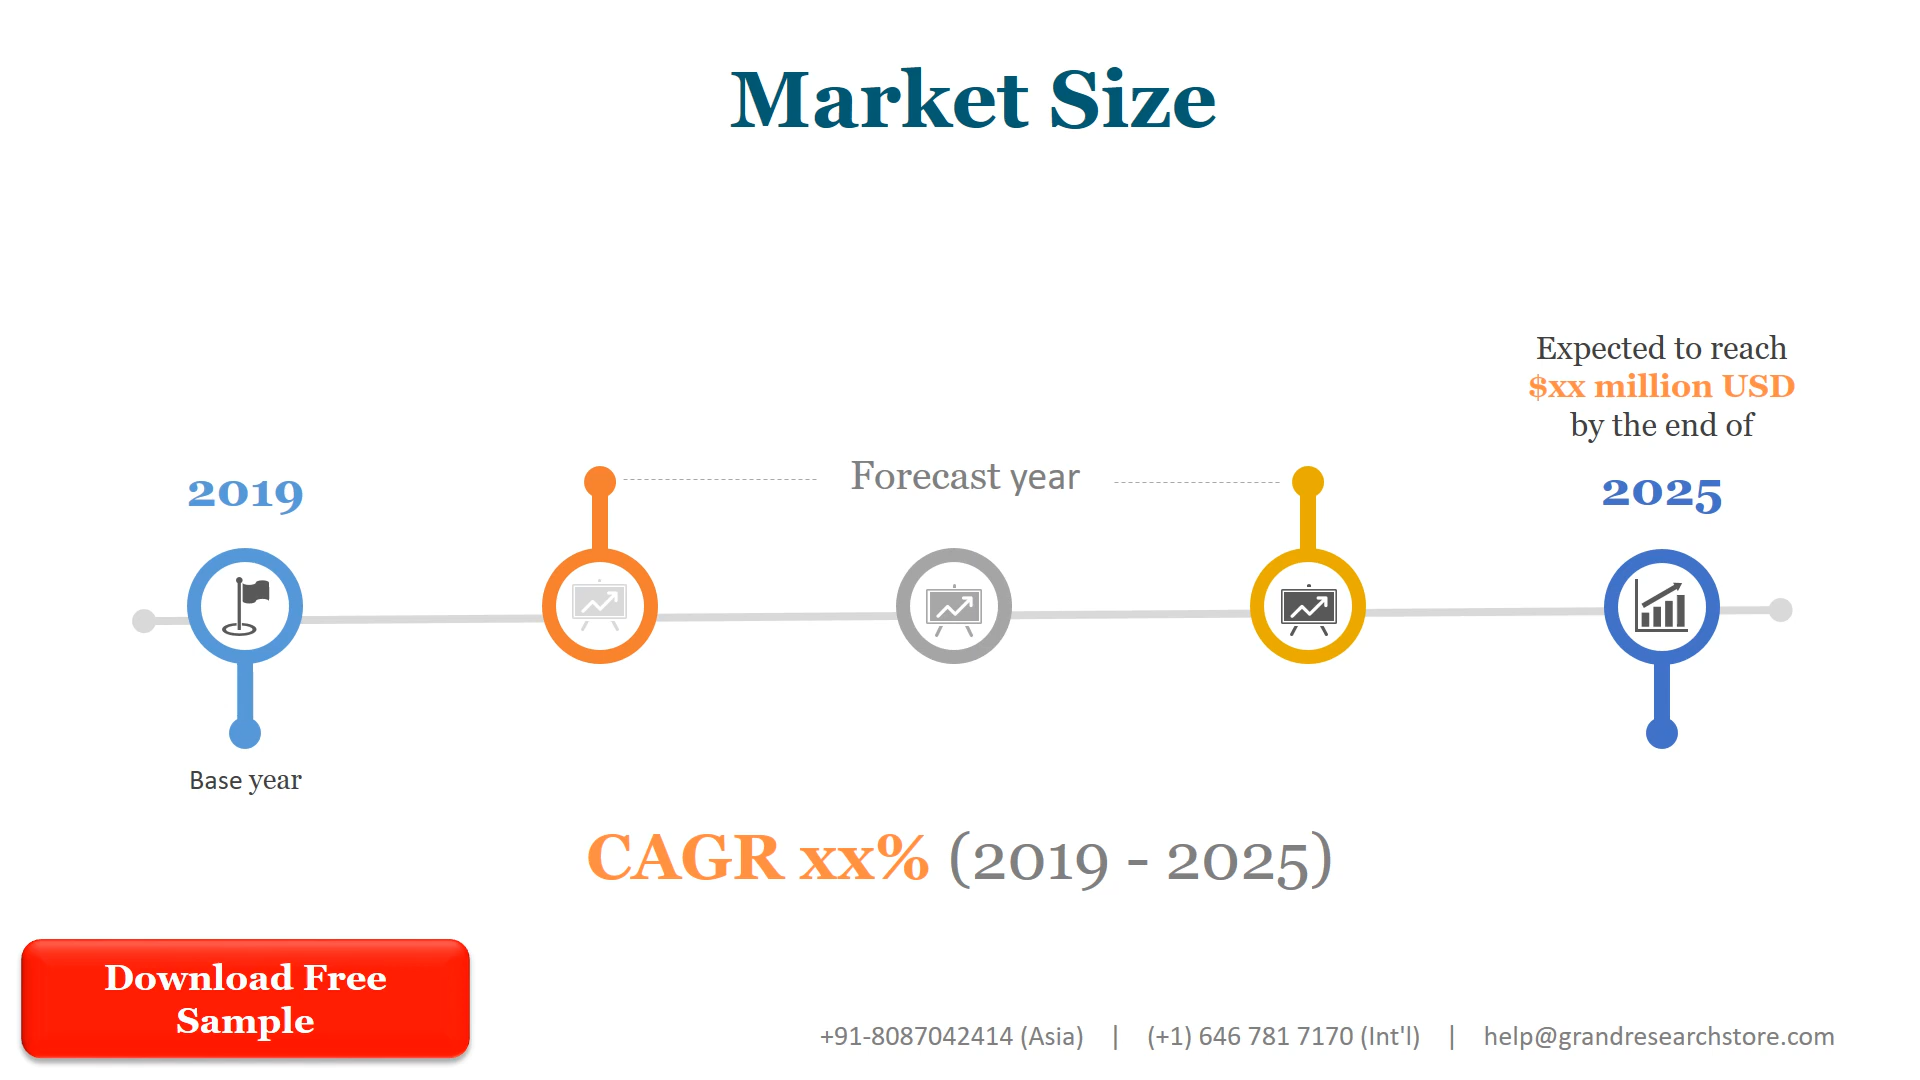 Market Size
Expected to reach
$xx million USD
by the end of
2025
2019
Forecast year
Base year
CAGR xx% (2019 - 2025)
Download Free
Sample
+91-8087042414 (Asia) | (+1) 646 781 7170 (Int'l) | help@grandresearchstore.com